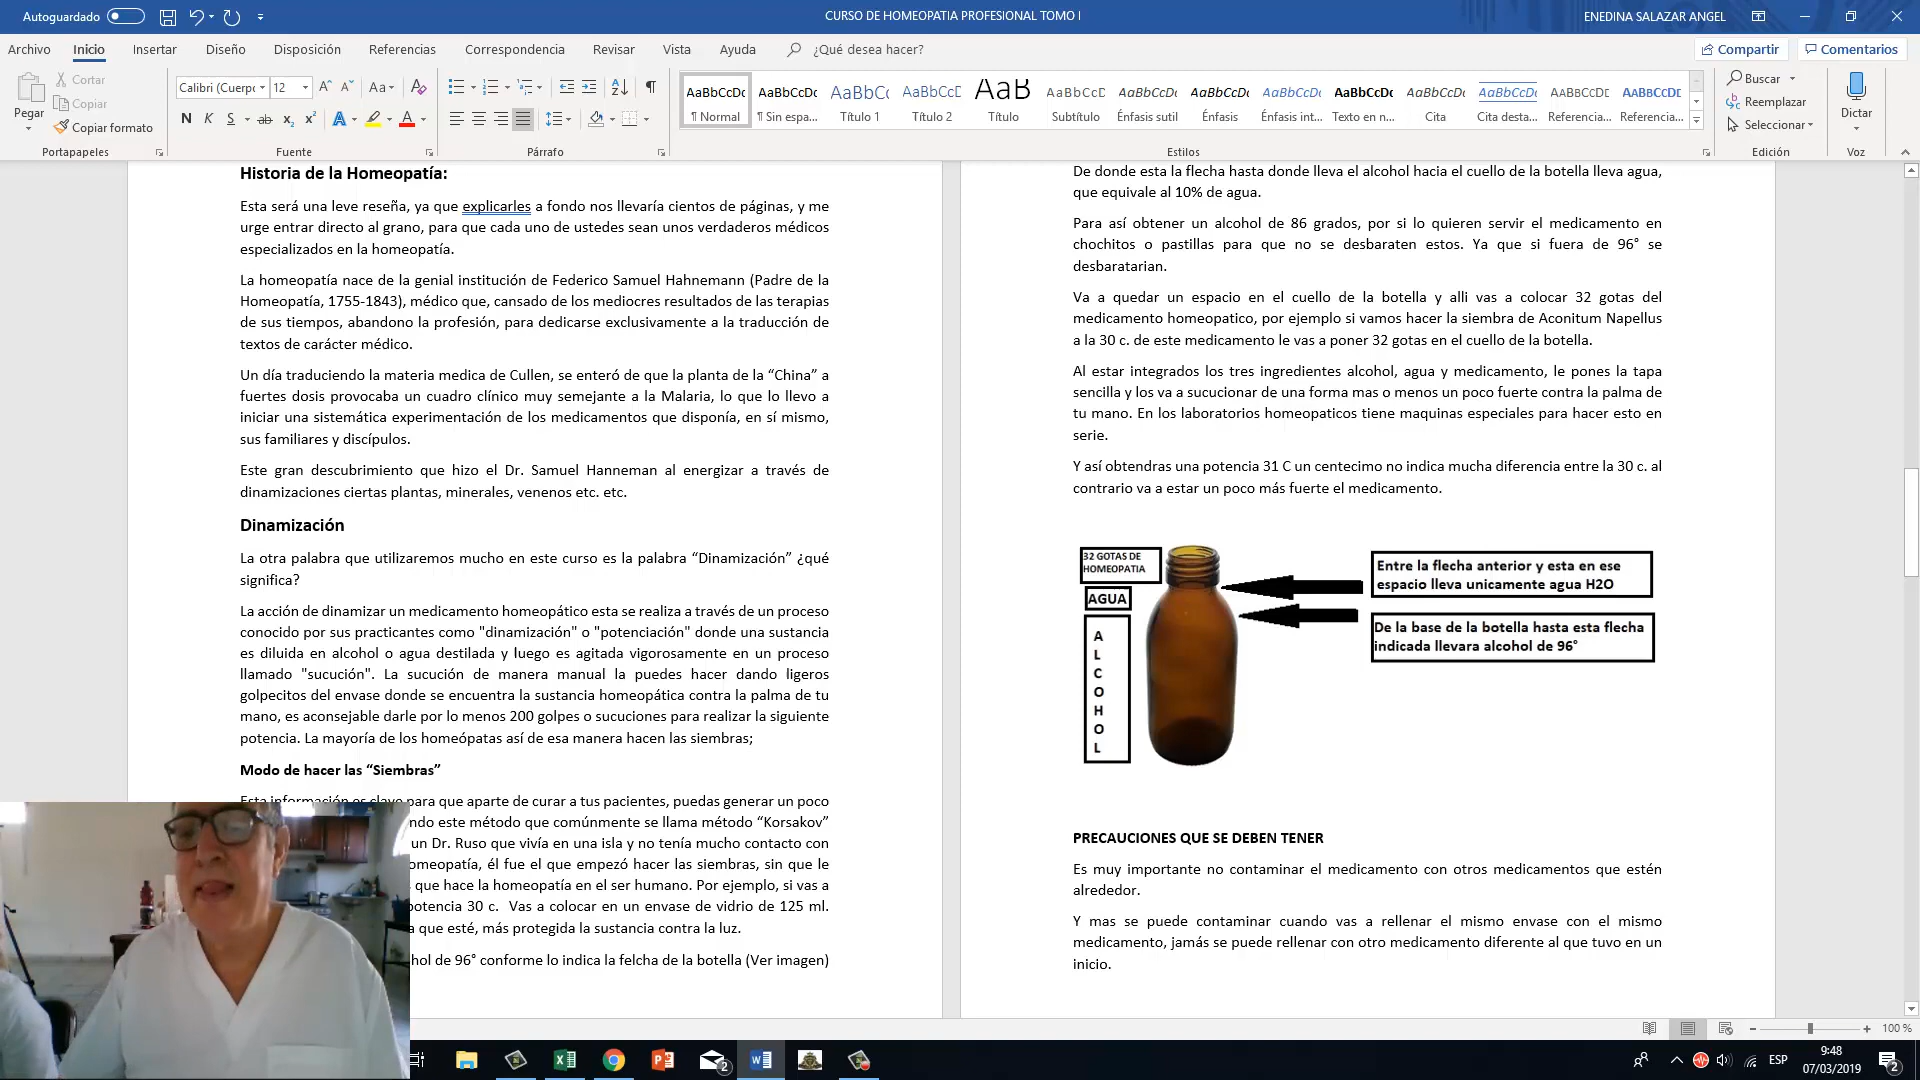 Autoguardado
CURSO DE HOMEOPATIA PROFESIONAL TOMO I
ENEDINA SALAZAR ANGEL
Archivo Inicio Insertar Diseño Disposición Referencias Correspondencia Revisar Vista Ayuda ¿Qué desea hacer? Compartir Comentarios
Pegar
Cortar
Copiar
Copiar formato
Portapapeles
Calibri (Cuerpo 12
N K S ab x₂ x² A A
Fuente
Párrafo
AaBbCcDc AaBbCcDc AaBbCc AaBbCcD AaB AaBbCcD AaBbCcDc AaBbCcDc AaBbCcDc AaBbCcDc AaBbCcDc AaBbCcDc AABBCCDD AABBCCDD
¶ Normal ¶ Sin espa... Título 1 Título 2 Título Subtítulo Énfasis sutil Énfasis Énfasis int... Texto en n... Cita Cita desta... Referencia... Referencia...
Estilos
Buscar
Reemplazar
Seleccionar
Edición
Dictar
Voz
Historia de la Homeopatía:
Esta será una leve reseña, ya que explicarles a fondo nos llevaría cientos de páginas, y me
urge entrar directo al grano, para que cada uno de ustedes sean unos verdaderos médicos
especializados en la homeopatía.
La homeopatía nace de la genial institución de Federico Samuel Hahnemann (Padre de la
Homeopatía, 1755-1843), médico que, cansado de los mediocres resultados de las terapias
de sus tiempos, abandono la profesión, para dedicarse exclusivamente a la traducción de
textos de carácter médico.
Un día traduciendo la materia medica de Cullen, se enteró de que la planta de la “China” a
fuertes dosis provocaba un cuadro clínico muy semejante a la Malaria, lo que lo llevo a
iniciar una sistemática experimentación de los medicamentos que disponía, en sí mismo,
sus familiares y discípulos.
Este gran descubrimiento que hizo el Dr. Samuel Hanneman al energizar a través de
dinamizaciones ciertas plantas, minerales, venenos etc. etc.
Dinamización
La otra palabra que utilizaremos mucho en este curso es la palabra “Dinamización” ¿qué
significa?
La acción de dinamizar un medicamento homeopático esta se realiza a través de un proceso
conocido por sus practicantes como "dinamización" o "potenciación" donde una sustancia
es diluida en alcohol o agua destilada y luego es agitada vigorosamente en un proceso
llamado "sucución". La sucución de manera manual la puedes hacer dando ligeros
golpecitos del envase donde se encuentra la sustancia homeopática contra la palma de tu
mano, es aconsejable darle por lo menos 200 golpes o sucuciones para realizar la siguiente
potencia. La mayoría de los homeópatas así de esa manera hacen las siembras;
Modo de hacer las “Siembras”
Esta información es clave para que aparte de curar a tus pacientes, puedas generar un poco
ndo este método que comúnmente se llama método “Korsakov”
un Dr. Ruso que vivía en una isla y no tenía mucho contacto con
omeopatía, él fue el que empezó hacer las siembras, sin que le
que hace la homeopatía en el ser humano. Por ejemplo, si vas a
potencia 30 c. Vas a colocar en un envase de vidrio de 125 ml.
a que esté, más protegida la sustancia contra la luz.
hol de 96° conforme lo indica la felcha de la botella (Ver imagen)
De donde esta la flecha hasta donde lleva el alcohol hacia el cuello de la botella lleva agua,
que equivale al 10% de agua.
Para así obtener un alcohol de 86 grados, por si lo quieren servir el medicamento en
chochitos o pastillas para que no se desbaraten estos. Ya que si fuera de 96° se
desbaratarian.
Va a quedar un espacio en el cuello de la botella y alli vas a colocar 32 gotas del
medicamento homeopatico, por ejemplo si vamos hacer la siembra de Aconitum Napellus
a la 30 c. de este medicamento le vas a poner 32 gotas en el cuello de la botella.
Al estar integrados los tres ingredientes alcohol, agua y medicamento, le pones la tapa
sencilla y los va a sucucionar de una forma mas o menos un poco fuerte contra la palma de
tu mano. En los laboratorios homeopaticos tiene maquinas especiales para hacer esto en
serie.
Y así obtendras una potencia 31 C un centecimo no indica mucha diferencia entre la 30 c. al
contrario va a estar un poco más fuerte el medicamento.
32 GOTAS DE
HOMEOPATIA
AGUA
A
L
C
O
H
O
L
Entre la flecha anterior y esta en ese
espacio lleva unicamente agua H2O
De la base de la botella hasta esta flecha
indicada llevara alcohol de 96°
PRECAUCIONES QUE SE DEBEN TENER
Es muy importante no contaminar el medicamento con otros medicamentos que estén
alrededor.
Y mas se puede contaminar cuando vas a rellenar el mismo envase con el mismo
medicamento, jamás se puede rellenar con otro medicamento diferente al que tuvo en un
inicio.
100 %
2
ESP
9:48
07/03/2019
2